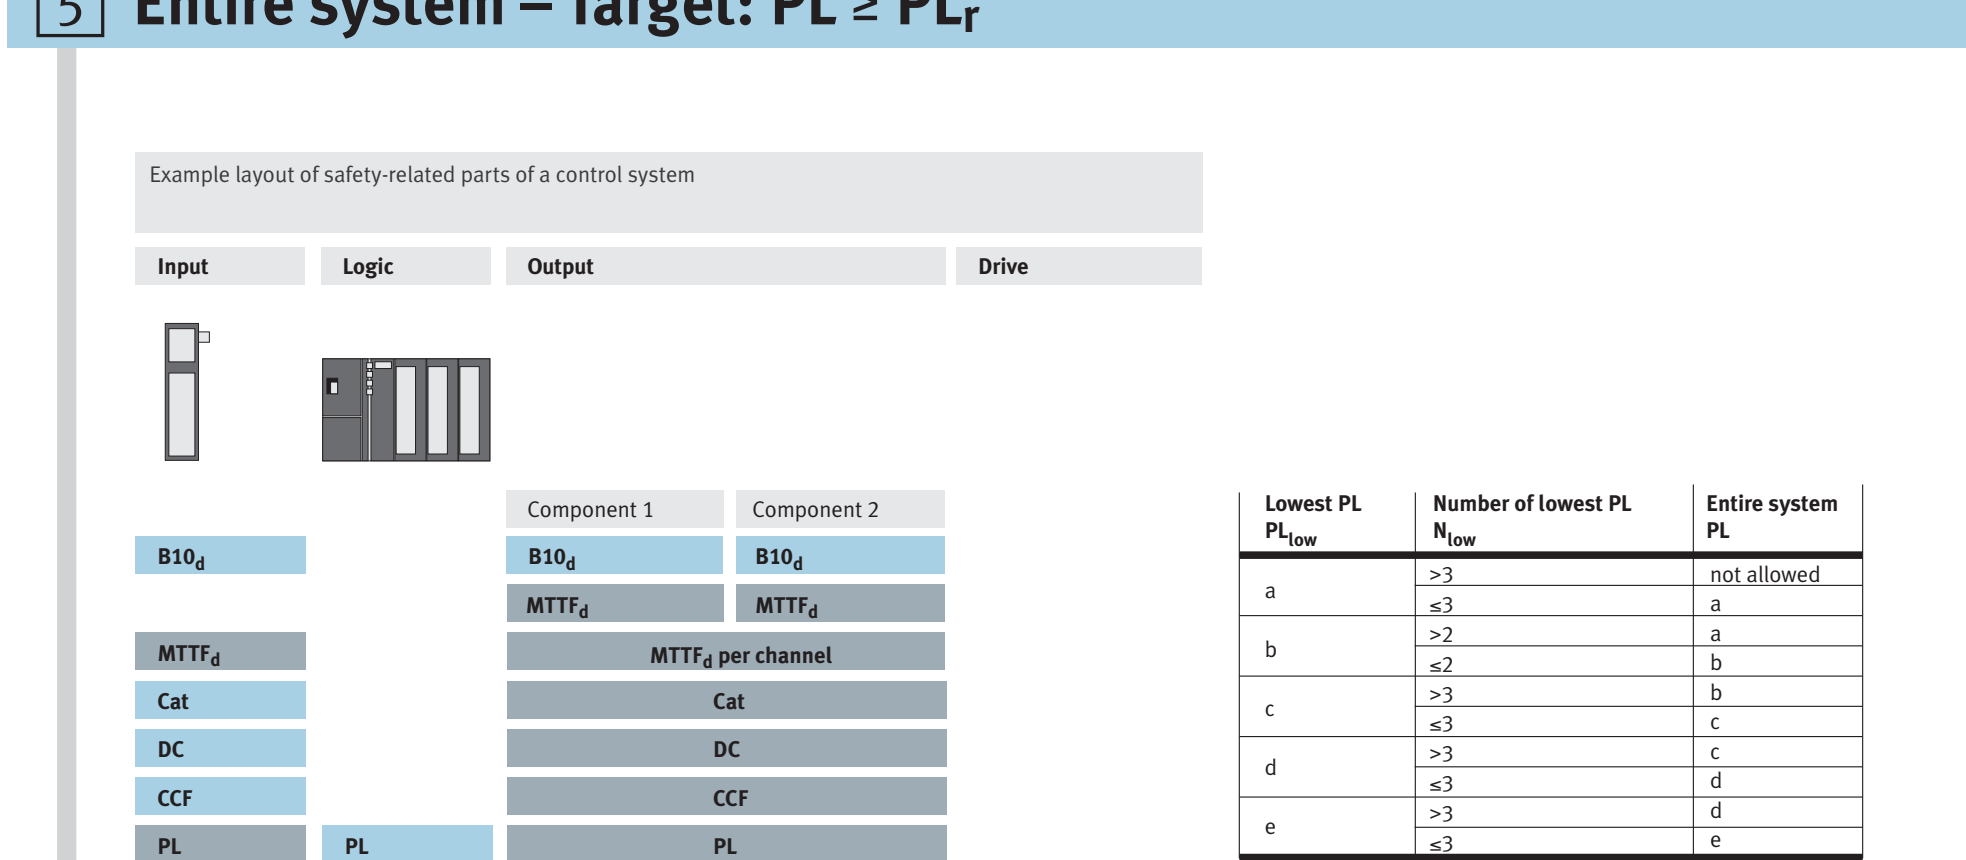 5 Entire system – Target: PL ≥ PLr
Example layout of safety-related parts of a control system
Input Logic Output Drive
Component 1 Component 2
B10d B10d B10d
MTTFd MTTFd
MTTFd MTTFd per channel
Cat Cat
DC DC
CCF CCF
PL PL PL
Lowest PL Number of lowest PL Entire system
PLlow Nlow PL
a >3 not allowed
≤3 a
b >2 a
≤2 b
c >3 b
≤3 c
d >3 c
≤3 d
e >3 d
≤3 e